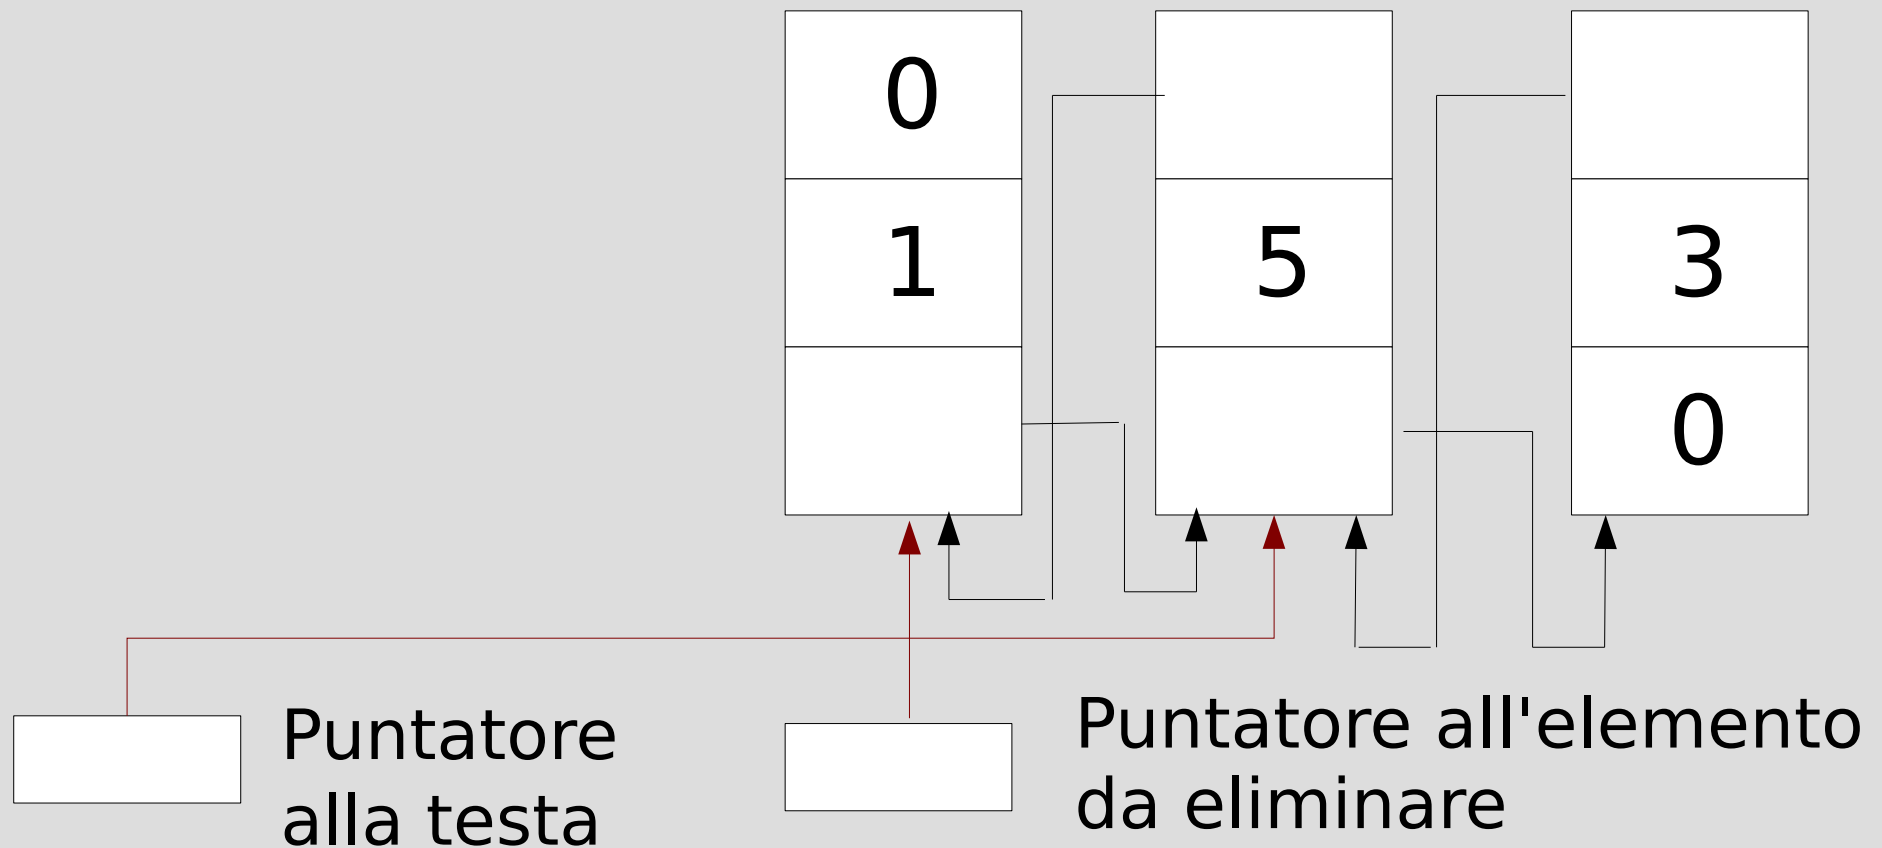 0
1
5
3
0
Puntatore
alla testa
Puntatore all'elemento
da eliminare